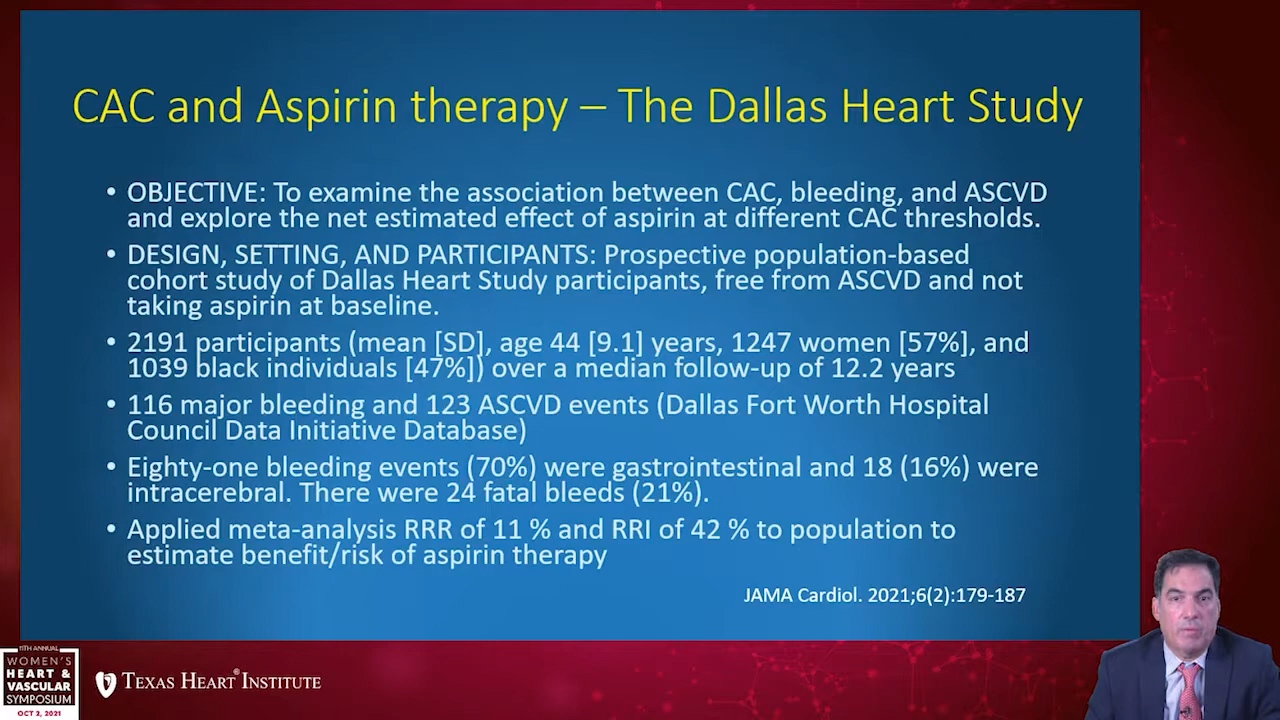 CAC and Aspirin therapy – The Dallas Heart Study
• OBJECTIVE: To examine the association between CAC, bleeding, and ASCVD
and explore the net estimated effect of aspirin at different CAC thresholds.
• DESIGN, SETTING, AND PARTICIPANTS: Prospective population-based
cohort study of Dallas Heart Study participants, free from ASCVD and not
taking aspirin at baseline.
• 2191 participants (mean [SD], age 44 [9.1] years, 1247 women [57%], and
1039 black individuals [47%]) over a median follow-up of 12.2 years
• 116 major bleeding and 123 ASCVD events (Dallas Fort Worth Hospital
Council Data Initiative Database)
• Eighty-one bleeding events (70%) were gastrointestinal and 18 (16%) were
intracerebral. There were 24 fatal bleeds (21%).
• Applied meta-analysis RRR of 11 % and RRI of 42 % to population to
estimate benefit/risk of aspirin therapy
JAMA Cardiol. 2021;6(2):179-187
11TH ANNUAL
WOMEN'S
HEART &
VASCULAR
SYMPOSIUM
OCT 2, 2021
TEXAS HEART® INSTITUTE